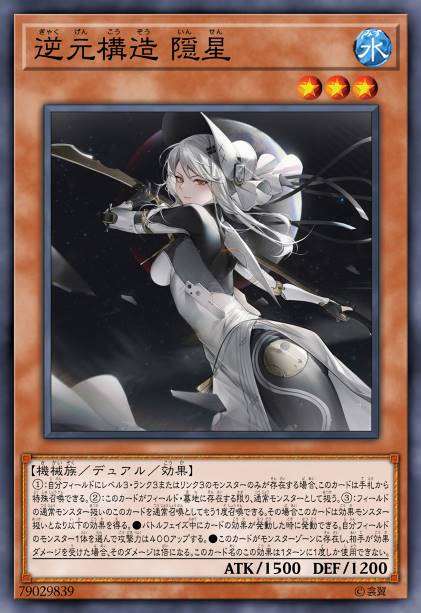 ぎゃく げん こうぞう いんせん
逆元構造 隠星
みず
水
【機械族／デュアル／効果】
①：自分フィールドにレベル３・ランク３またはリンク３のモンスターのみが存在する場合、このカードは手札から
特殊召喚できる。②：このカードがフィールド・墓地に存在する限り、通常モンスターとして扱う。③：フィールド
の通常モンスター扱いのこのカードを通常召喚としてもう１度召喚できる。その場合このカードは効果モンスター
扱いとなり以下の効果を得る。●バトルフェイズ中にカードの効果が発動した時に発動できる。自分フィールド
のモンスター１体を選んで攻撃力は４００アップする。●このカードがモンスターゾーンに存在し、相手が効果
ダメージを受けた場合、そのダメージは倍になる。このカード名のこの効果は１ターンに１度しか使用できない。
ATK/1500 DEF/1200
79029839